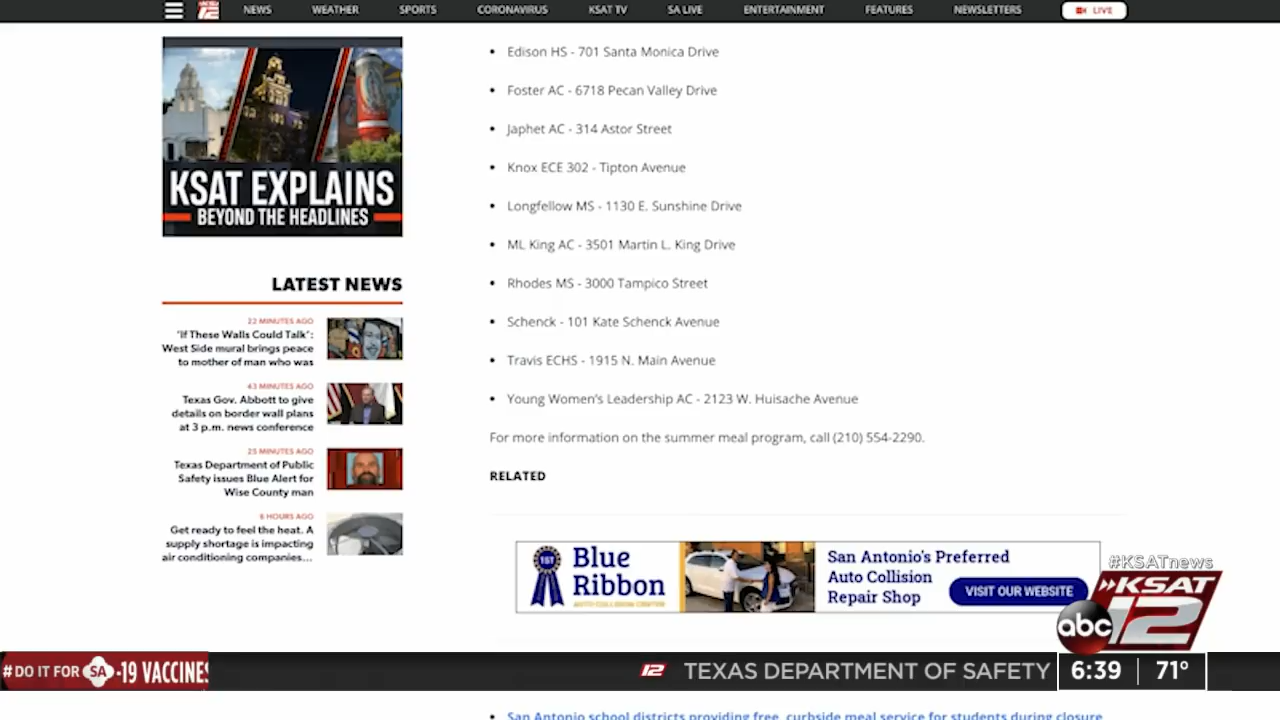 NEWS WEATHER SPORTS CORONAVIRUS KSAT TV SA LIVE ENTERTAINMENT FEATURES NEWSLETTERS LIVE
KSAT EXPLAINS
BEYOND THE HEADLINES
LATEST NEWS
22 MINUTES AGO
'If These Walls Could Talk':
West Side mural brings peace
to mother of man who was
43 MINUTES AGO
Texas Gov. Abbott to give
details on border wall plans
at 3 p.m. news conference
25 MINUTES AGO
Texas Department of Public
Safety issues Blue Alert for
Wise County man
6 HOURS AGO
Get ready to feel the heat. A
supply shortage is impacting
air conditioning companies...
• Edison HS - 701 Santa Monica Drive
• Foster AC - 6718 Pecan Valley Drive
• Japhet AC - 314 Astor Street
• Knox ECE 302 - Tipton Avenue
• Longfellow MS - 1130 E. Sunshine Drive
• ML King AC - 3501 Martin L. King Drive
• Rhodes MS - 3000 Tampico Street
• Schenck - 101 Kate Schenck Avenue
• Travis ECHS - 1915 N. Main Avenue
• Young Women's Leadership AC - 2123 W. Huisache Avenue
For more information on the summer meal program, call (210) 554-2290.
RELATED
1ST
Blue
Ribbon
AUTO COLLISION CENTER
San Antonio's Preferred
Auto Collision
Repair Shop
VISIT OUR WEBSITE
#KSATnews
KSAT
abc 12
#DO IT FOR SA -19 VACCINES
12 TEXAS DEPARTMENT OF SAFETY
6:39 71°
• San Antonio school districts providing free, curbside meal service for students during closure